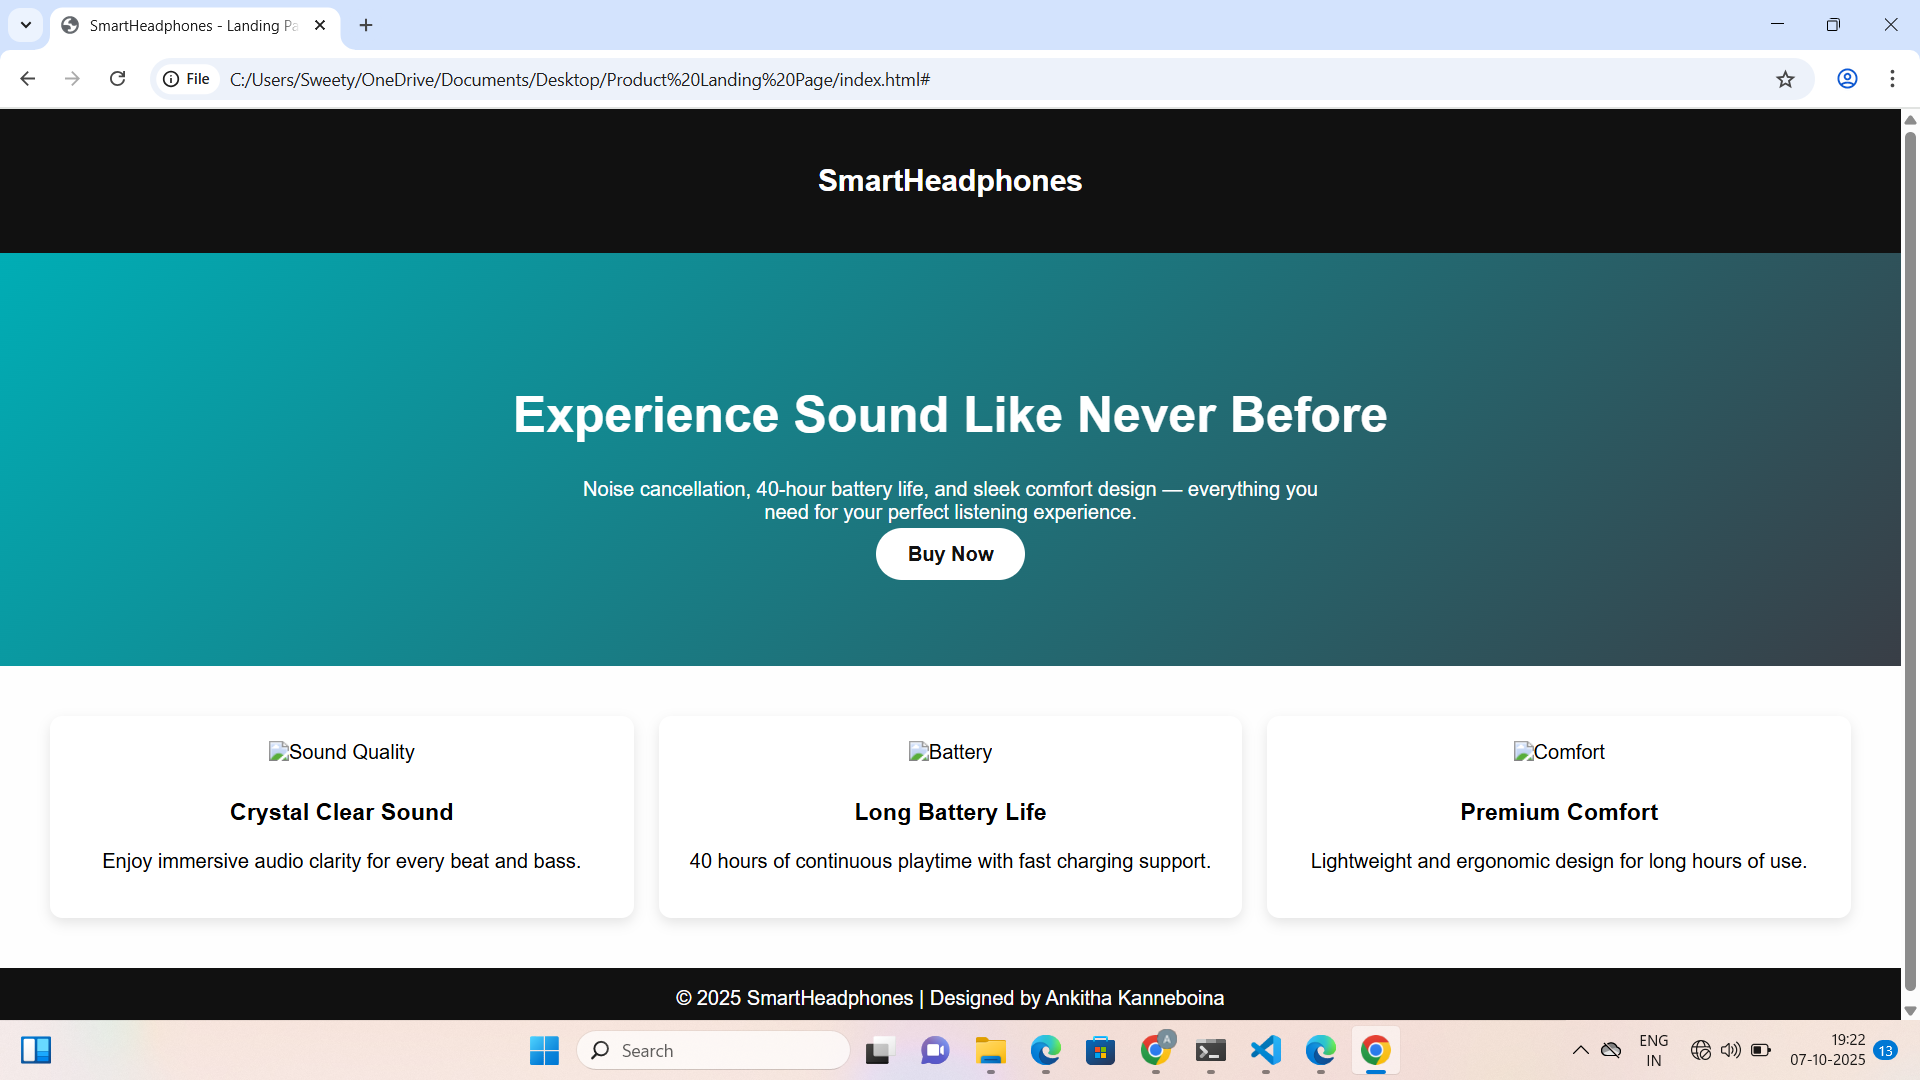 SmartHeadphones - Landing Pa
File
C:/Users/Sweety/OneDrive/Documents/Desktop/Product%20Landing%20Page/index.html#
SmartHeadphones
Experience Sound Like Never Before
Noise cancellation, 40-hour battery life, and sleek comfort design — everything you
need for your perfect listening experience.
Buy Now
Sound Quality
Battery
Comfort
Crystal Clear Sound
Long Battery Life
Premium Comfort
Enjoy immersive audio clarity for every beat and bass.
40 hours of continuous playtime with fast charging support.
Lightweight and ergonomic design for long hours of use.
© 2025 SmartHeadphones | Designed by Ankitha Kanneboina
Search
A
ENG
IN
19:22
07-10-2025
13